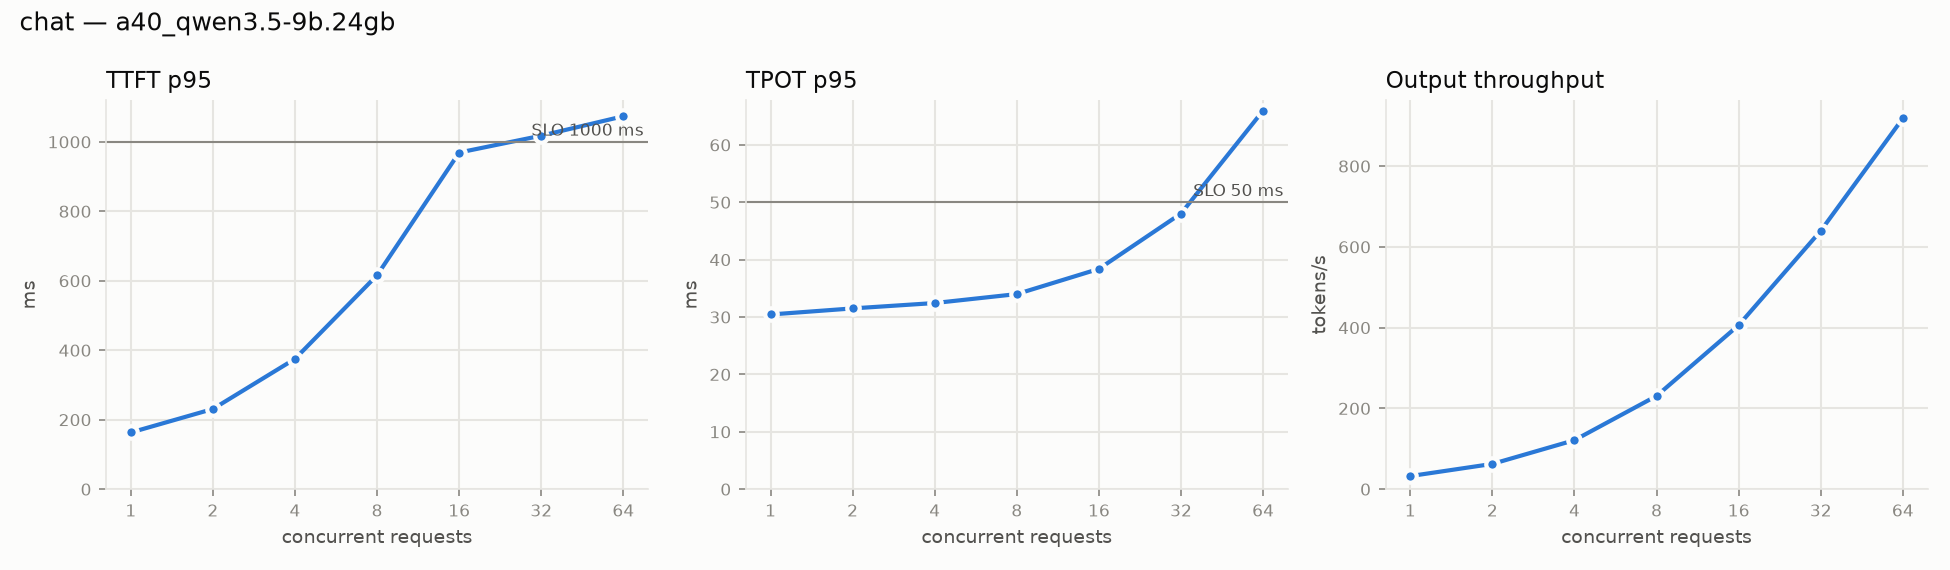 chat — a40_qwen3.5-9b.24gb
TTFT p95
1000
800
600
400
200
0
ms
SLO 1000 ms
1 2 4 8 16 32 64
concurrent requests
TPOT p95
60
50
40
30
20
10
0
ms
SLO 50 ms
1 2 4 8 16 32 64
concurrent requests
Output throughput
800
600
400
200
0
tokens/s
1 2 4 8 16 32 64
concurrent requests